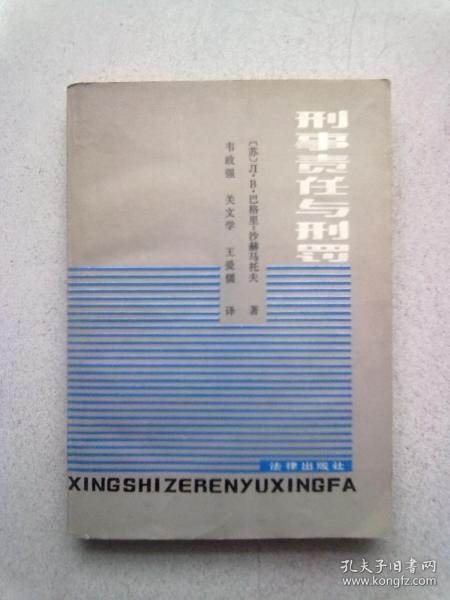 刑事责任与刑罚
〔苏〕Л·В·巴格里-沙赫马托夫 著
韦政强 关文学 王爱儒 译
法律出版社
XINGSHIZERENYUXINGFA
孔夫子旧书网
www.kongfz.com